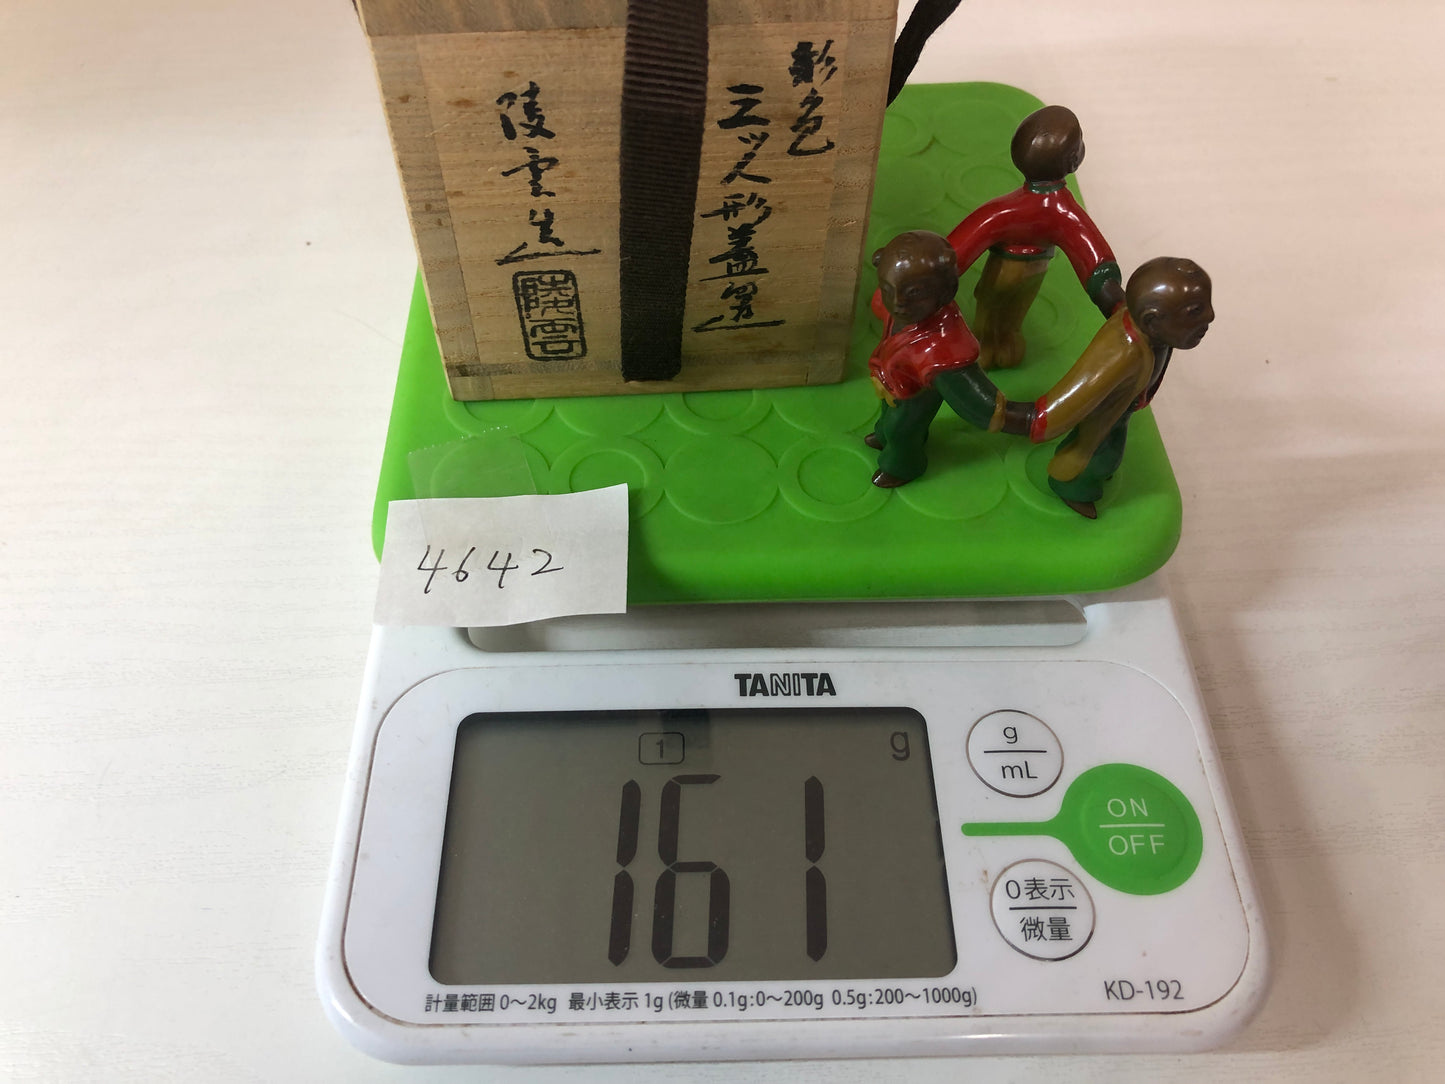 彩色
三ッ人形蓋置
陵雲造
陵雲
4642
TANITA
1
g
161
g
mL
ON
OFF
0表示
微量
KD-192
計量範囲 0〜2kg 最小表示 1g (微量 0.1g:0〜200g 0.5g:200〜1000g)